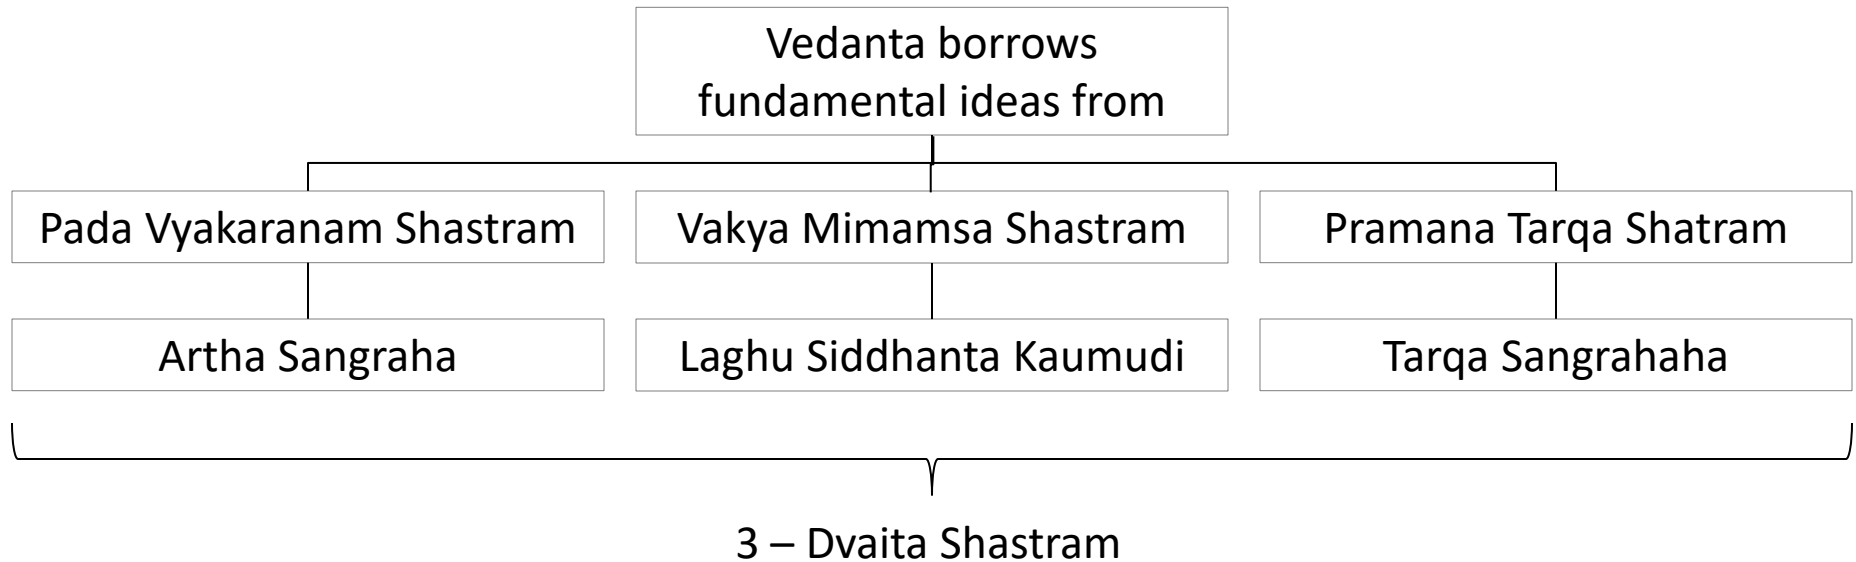 Vedanta borrows
fundamental ideas from
Pada Vyakaranam Shastram
Vakya Mimamsa Shastram
Pramana Tarqa Shatram
Artha Sangraha
Laghu Siddhanta Kaumudi
Tarqa Sangrahaha
3 – Dvaita Shastram